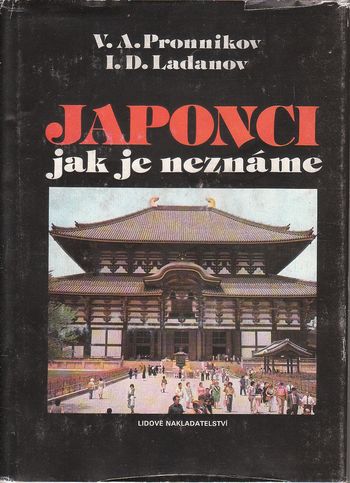 V. A. Pronnikov
I. D. Ladanov
JAPONCI
jak je neznáme
LIDOVÉ NAKLADATELSTVÍ